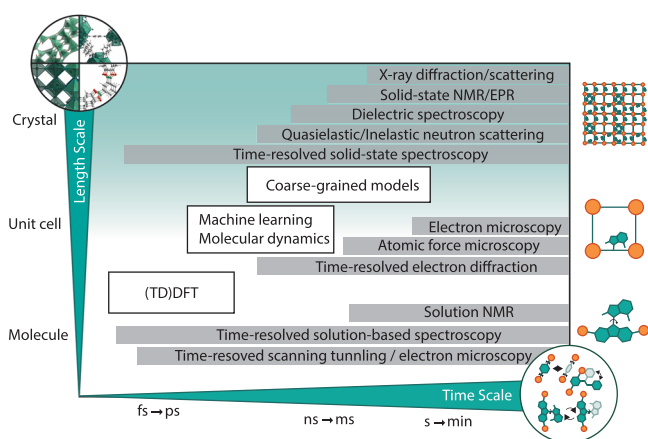 X-ray diffraction/scattering
Solid-state NMR/EPR
Dielectric spectroscopy
Crystal
Quasielastic/Inelastic neutron scattering
Time-resolved solid-state spectroscopy
Length Scale
Coarse-grained models
Unit cell
Machine learning
Molecular dynamics
Electron microscopy
Atomic force microscopy
Time-resolved electron diffraction
(TD)DFT
Solution NMR
Molecule
Time-resolved solution-based spectroscopy
Time-resoved scanning tunnling / electron microscopy
Time Scale
fs→ps
ns→ms
s→min